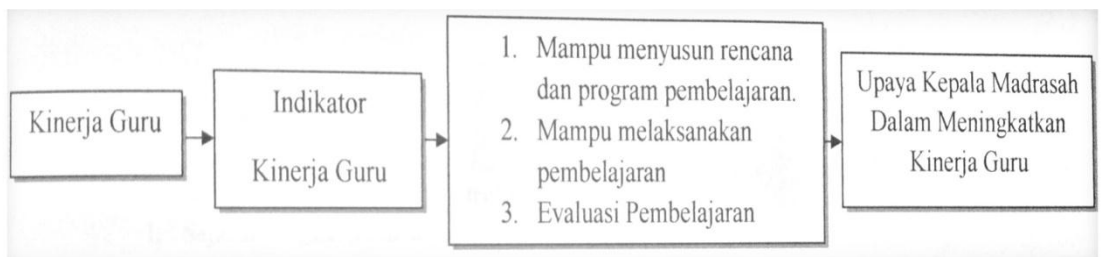 Kinerja Guru
Indikator
Kinerja Guru
1. Mampu menyusun rencana
dan program pembelajaran.
2. Mampu melaksanakan
pembelajaran
3. Evaluasi Pembelajaran
Upaya Kepala Madrasah
Dalam Meningkatkan
Kinerja Guru